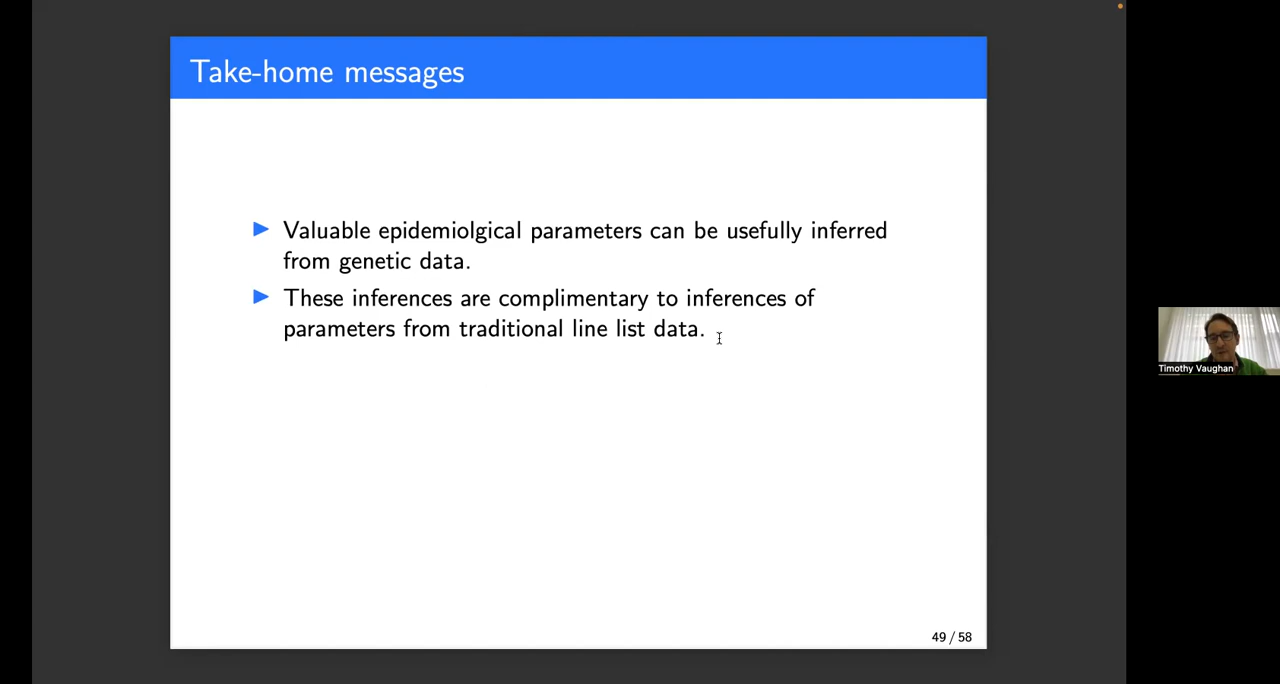 Take-home messages
Valuable epidemiolgical parameters can be usefully inferred
from genetic data.
These inferences are complimentary to inferences of
parameters from traditional line list data.
Timothy Vaughan
49 / 58